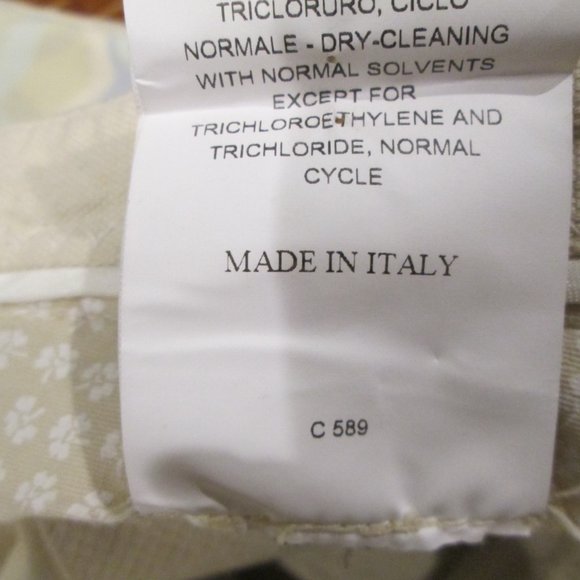 TRICLORURO, CICLO
NORMALE - DRY-CLEANING
WITH NORMAL SOLVENTS
EXCEPT FOR
TRICHLOROETHYLENE AND
TRICHLORIDE, NORMAL
CYCLE
MADE IN ITALY
C 589